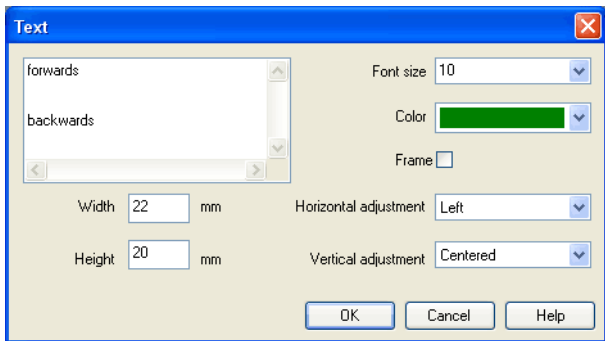 Text
forwards
backwards
Font size 10
Color
Frame
Width 22 mm
Horizontal adjustment Left
Height 20 mm
Vertical adjustment Centered
OK Cancel Help